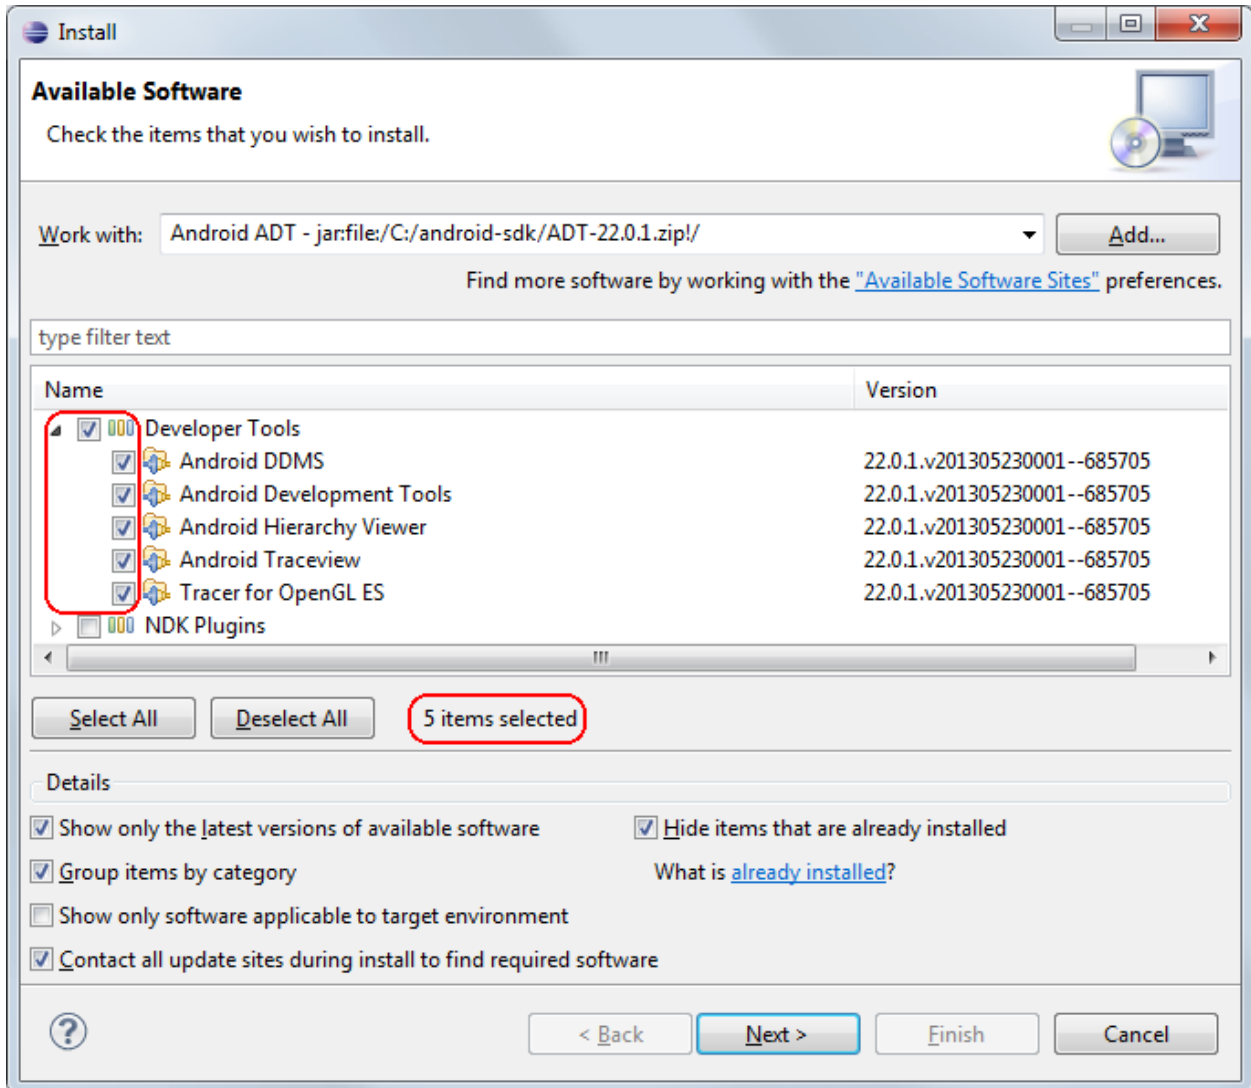 Install
Available Software
Check the items that you wish to install.
Work with: Android ADT - jar:file:/C:/android-sdk/ADT-22.0.1.zip!/ Add...
Find more software by working with the "Available Software Sites" preferences.
type filter text
Name Version
Developer Tools
Android DDMS 22.0.1.v201305230001--685705
Android Development Tools 22.0.1.v201305230001--685705
Android Hierarchy Viewer 22.0.1.v201305230001--685705
Android Traceview 22.0.1.v201305230001--685705
Tracer for OpenGL ES 22.0.1.v201305230001--685705
NDK Plugins
Select All Deselect All 5 items selected
Details
Show only the latest versions of available software Hide items that are already installed
Group items by category What is already installed?
Show only software applicable to target environment
Contact all update sites during install to find required software
? < Back Next > Finish Cancel